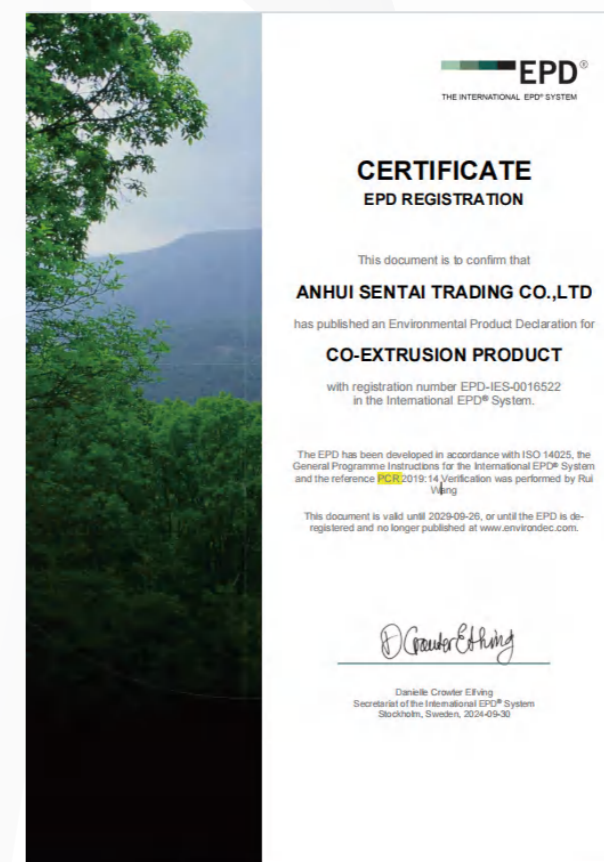 EPD®
THE INTERNATIONAL EPD® SYSTEM
CERTIFICATE
EPD REGISTRATION
This document is to confirm that
ANHUI SENTAI TRADING CO.,LTD
has published an Environmental Product Declaration for
CO-EXTRUSION PRODUCT
with registration number EPD-IES-0016522
in the International EPD® System.
The EPD has been developed in accordance with ISO 14025, the
General Programme Instructions for the International EPD® System
and the reference PCR 2019:14 Verification was performed by Rui
Wang
This document is valid until 2029-09-26, or until the EPD is de-
registered and no longer published at www.environdec.com.
D Crowter Elfving
Danielle Crowter Elfving
Secretariat of the International EPD® System
Stockholm, Sweden, 2024-09-30